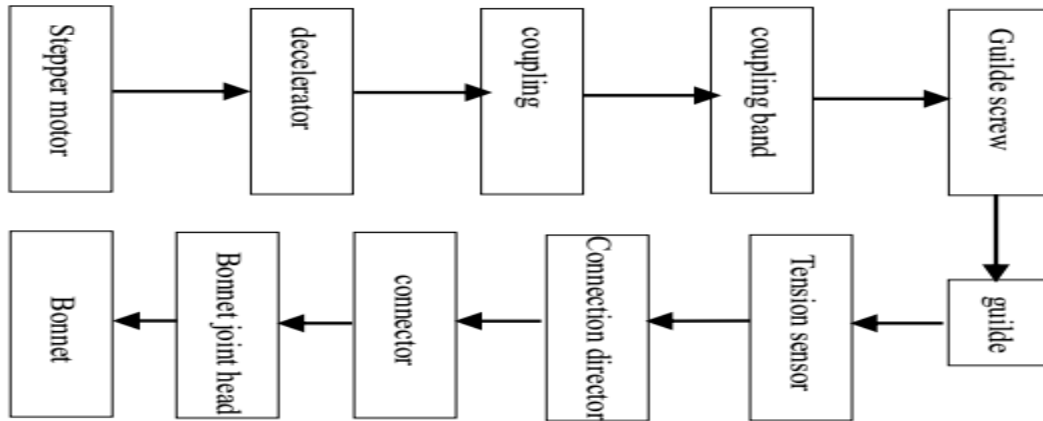 Stepper motor
decelerator
coupling
coupling band
Guilde screw
guilde
Tension sensor
Connection director
connector
Bonnet joint head
Bonnet